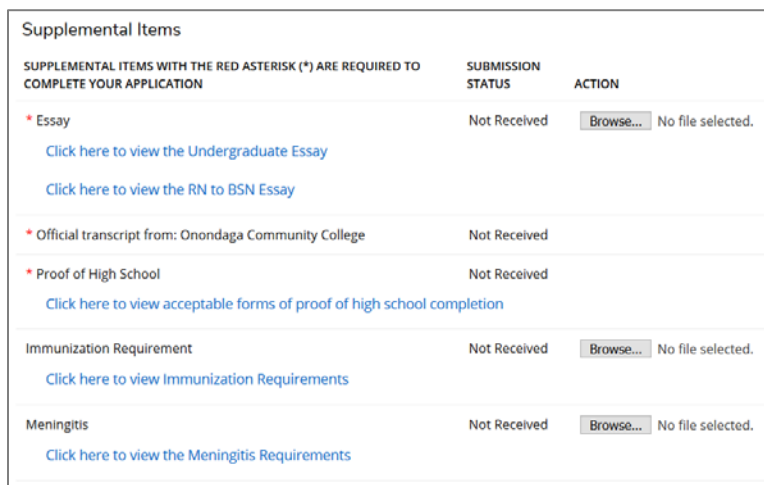 Supplemental Items
SUPPLEMENTAL ITEMS WITH THE RED ASTERISK (*) ARE REQUIRED TO COMPLETE YOUR APPLICATION
SUBMISSION STATUS
ACTION
* Essay Not Received Browse... No file selected.
Click here to view the Undergraduate Essay
Click here to view the RN to BSN Essay
* Official transcript from: Onondaga Community College Not Received
* Proof of High School Not Received
Click here to view acceptable forms of proof of high school completion
Immunization Requirement Not Received Browse... No file selected.
Click here to view Immunization Requirements
Meningitis Not Received Browse... No file selected.
Click here to view the Meningitis Requirements